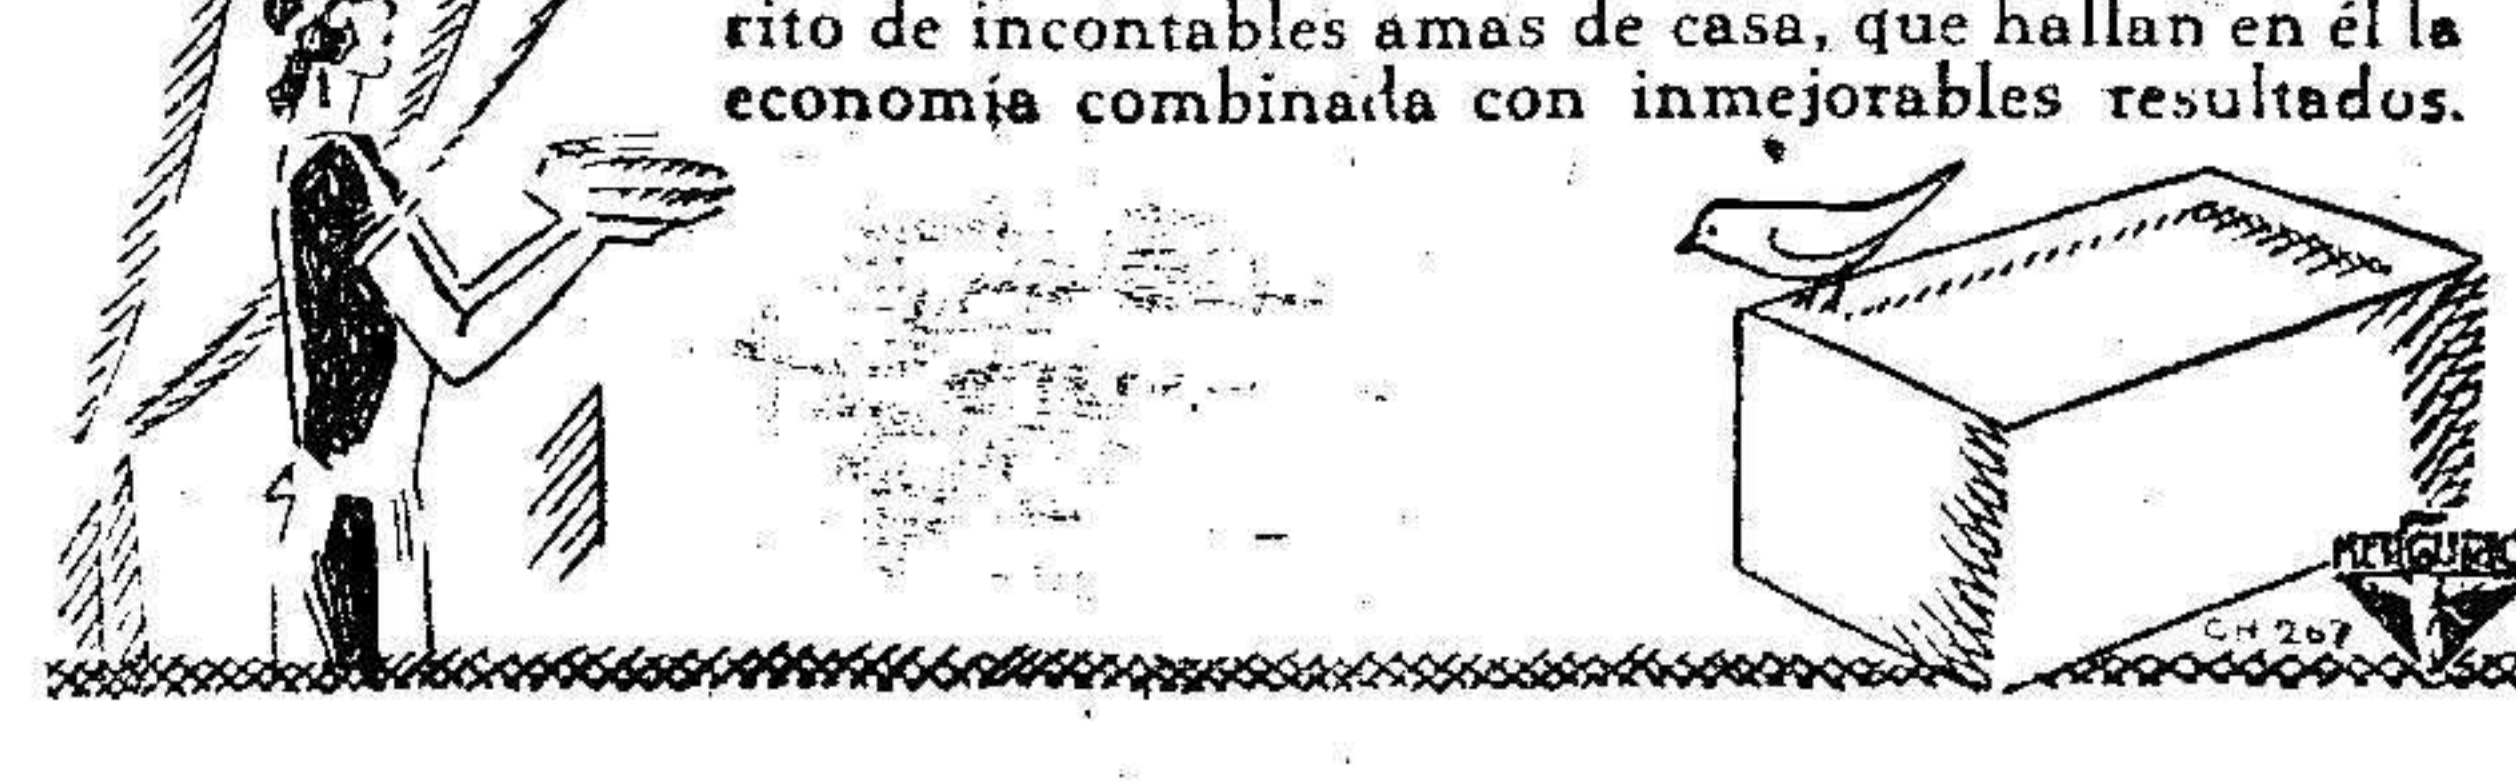 rito de incontables amas de casa, que hallan en él la
economía combinada con inmejorables resultados.
CH 267